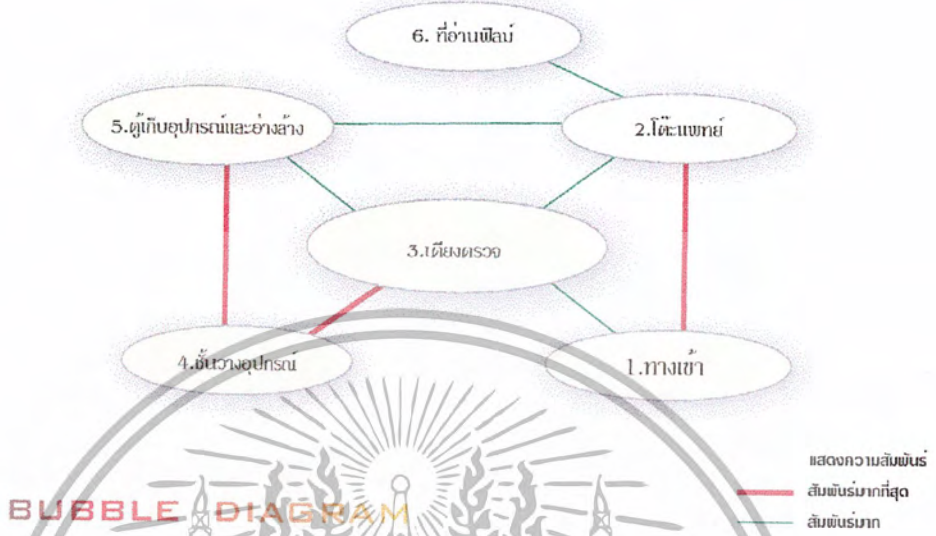 6. ที่อ่านฟิลม์
5.ตู้เก็บอุปกรณ์และอ่างล้าง
2.โต๊ะแพทย์
3.เตียงตรวจ
4.ชั้นวางอุปกรณ์
1.ทางเข้า
แสดงความสัมพันธ์
สัมพันธ์มากที่สุด
สัมพันธ์มาก
BUBBLE DIAGRAM